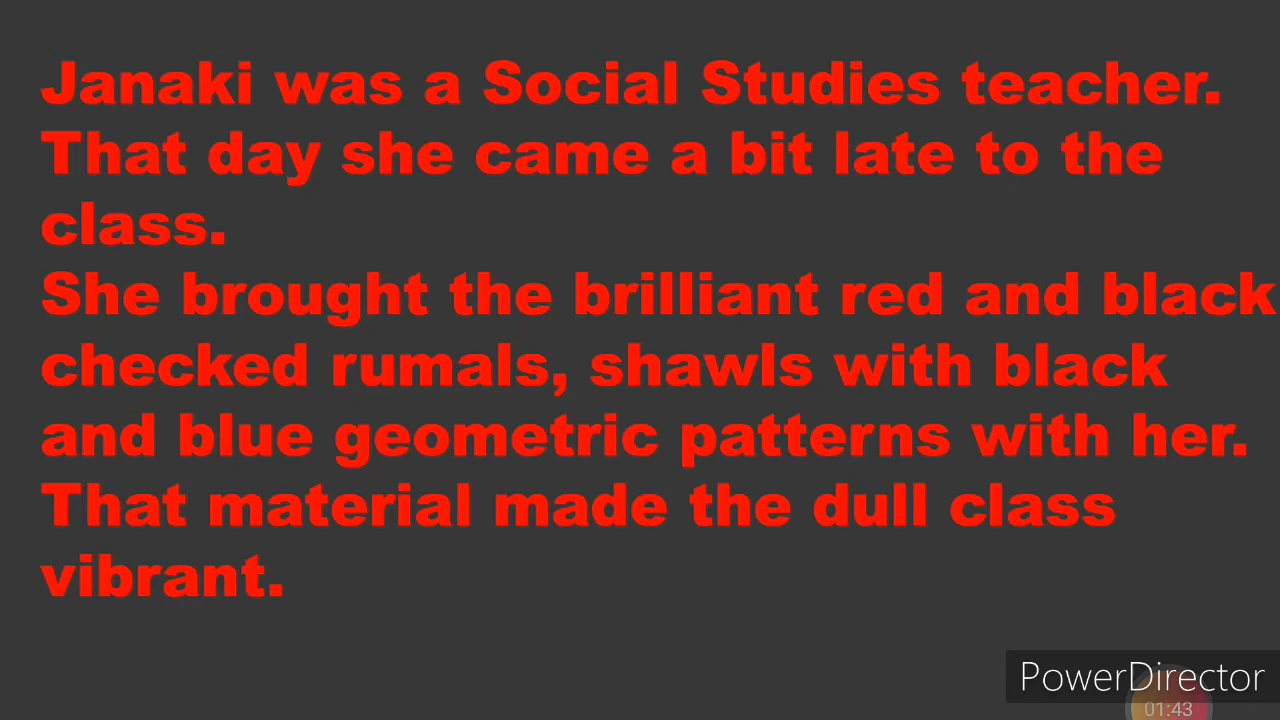 Janaki was a Social Studies teacher.
That day she came a bit late to the
class.
She brought the brilliant red and black
checked rumals, shawls with black
and blue geometric patterns with her.
That material made the dull class
vibrant.
PowerDirector
01:43